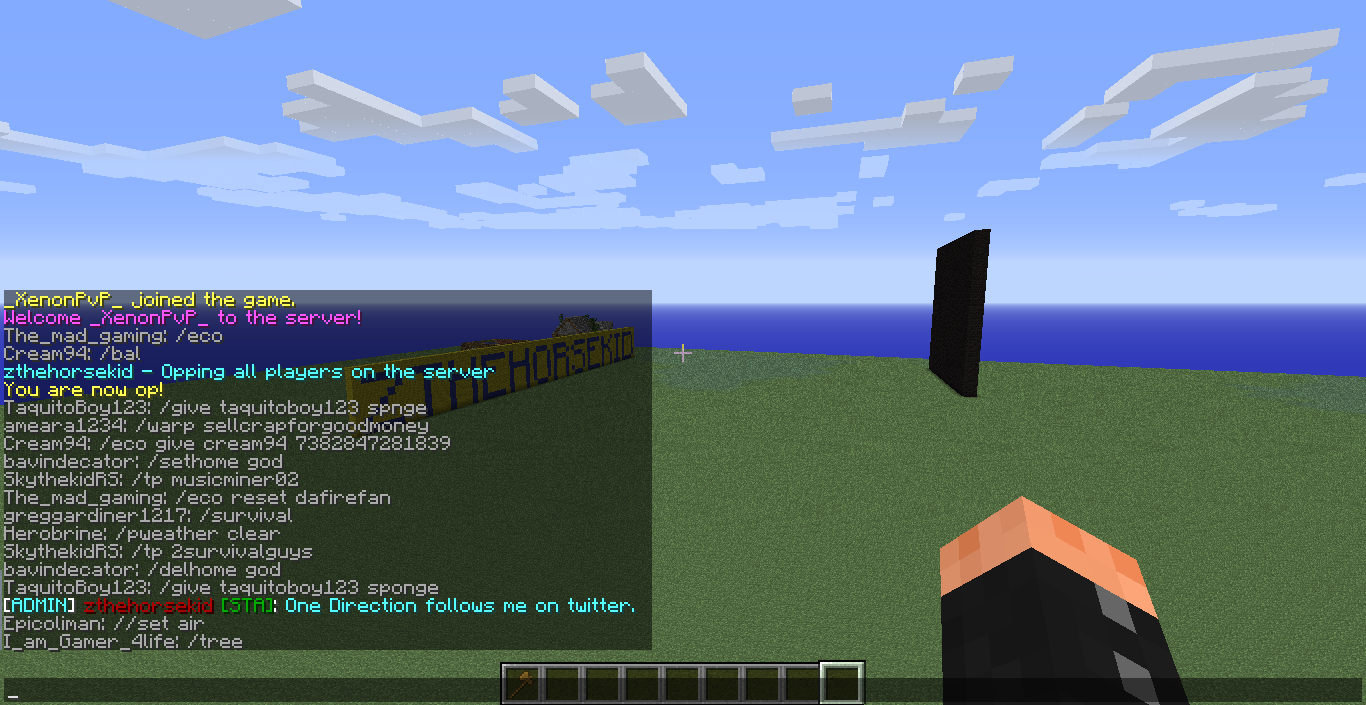 _XenonPvP_ joined the game.
Welcome _XenonPvP_ to the server!
The_mad_gaming: /eco
Cream94: /bal
zthehorsekid - Opping all players on the server
You are now op!
TaquitoBoy123: /give taquitoboy123 spnge
ameara1234: /warp sellcrapforgoodmoney
Cream94: /eco give cream94 7382847281839
bavindecator: /sethome god
SkythekidRS: /tp musicminer02
The_mad_gaming: /eco reset dafirefan
greggardiner1217: /survival
Herobrine: /pweather clear
SkythekidRS: /tp 2survivalguys
bavindecator: /delhome god
TaquitoBoy123: /give taquitoboy123 sponge
[ADMIN] zthehorsekid [STA]: One Direction follows me on twitter.
Epicoliman: //set air
I_am_Gamer_4life: /tree
_
ZTHEHORSEKID